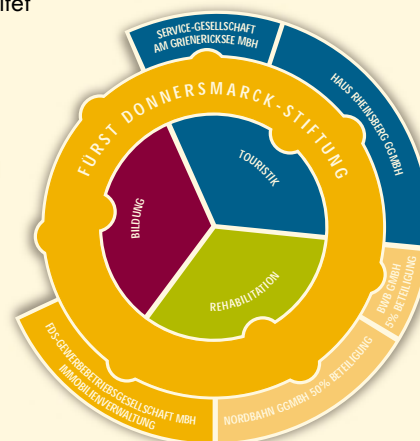 SERVICE-GESELLSCHAFT
AM GRIENERICKSEE MBH
HAUS RHEINSBERG GGMBH
FÜRST DONNERSMARCK-STIFTUNG
TOURISTIK
BILDUNG
REHABILITATION
BWB GMBH
5% BETEILIGUNG
NORDBAHN GGMBH 50% BETEILIGUNG
FDS-GEWERBEBETRIEBSGESELLSCHAFT MBH
IMMOBILIENVERWALTUNG